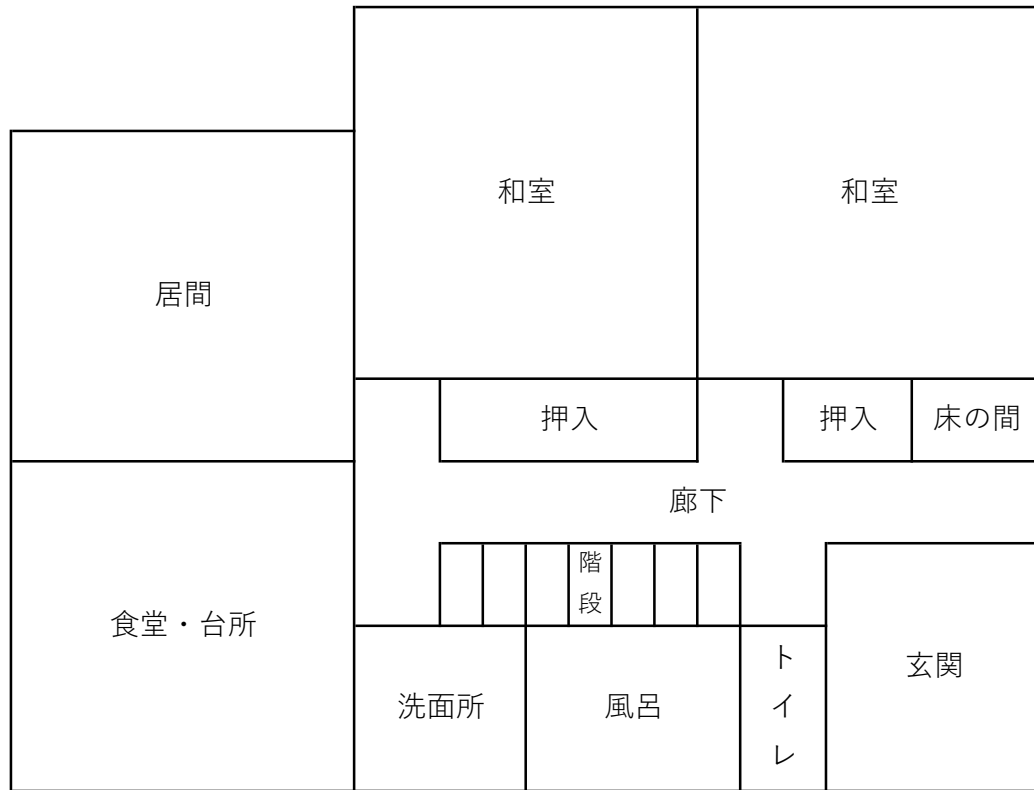 和室
和室
居間
押入
押入
床の間
廊下
階段
食堂・台所
洗面所
風呂
トイレ
玄関